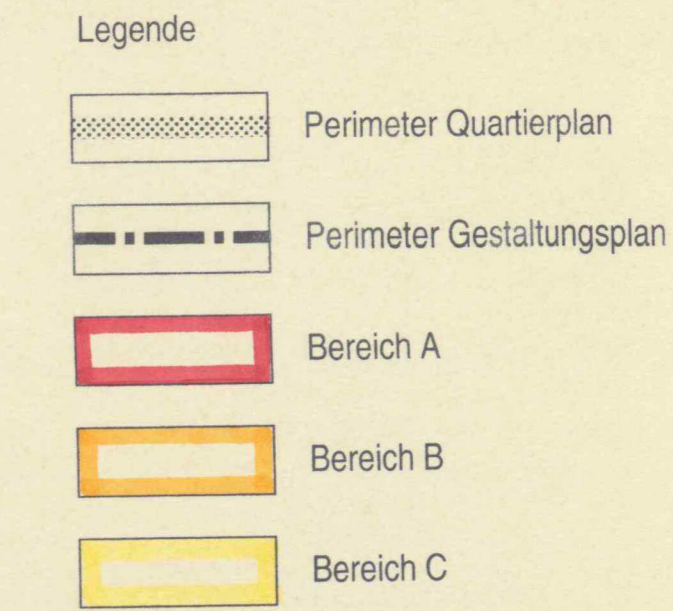 Legende
Perimeter Quartierplan
Perimeter Gestaltungsplan
Bereich A
Bereich B
Bereich C